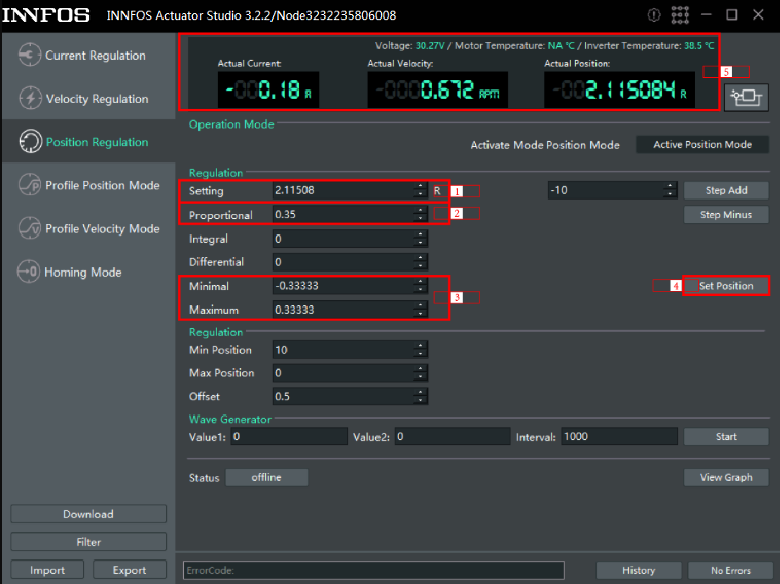 INNFOS INNFOS Actuator Studio 3.2.2/Node3232235806008
Current Regulation
Velocity Regulation
Position Regulation
Profile Position Mode
Profile Velocity Mode
Homing Mode
Download
Filter
Import Export
Voltage: 30.27V / Motor Temperature: NA °C / Inverter Temperature: 38.5 °C
Actual Current: Actual Velocity: Actual Position:
-000.18 A -0000.672 RPM -002.115084 R
5
Operation Mode
Activate Mode Position Mode Active Position Mode
Regulation
Setting 2.11508 R 1 -10 Step Add
Proportional 0.35 2 Step Minus
Integral 0
Differential 0
Minimal -0.33333 4 Set Position
3
Maximum 0.33333
Regulation
Min Position 10
Max Position 0
Offset 0.5
Wave Generator
Value1: 0 Value2: 0 Interval: 1000 Start
Status offline View Graph
ErrorCode: History No Errors